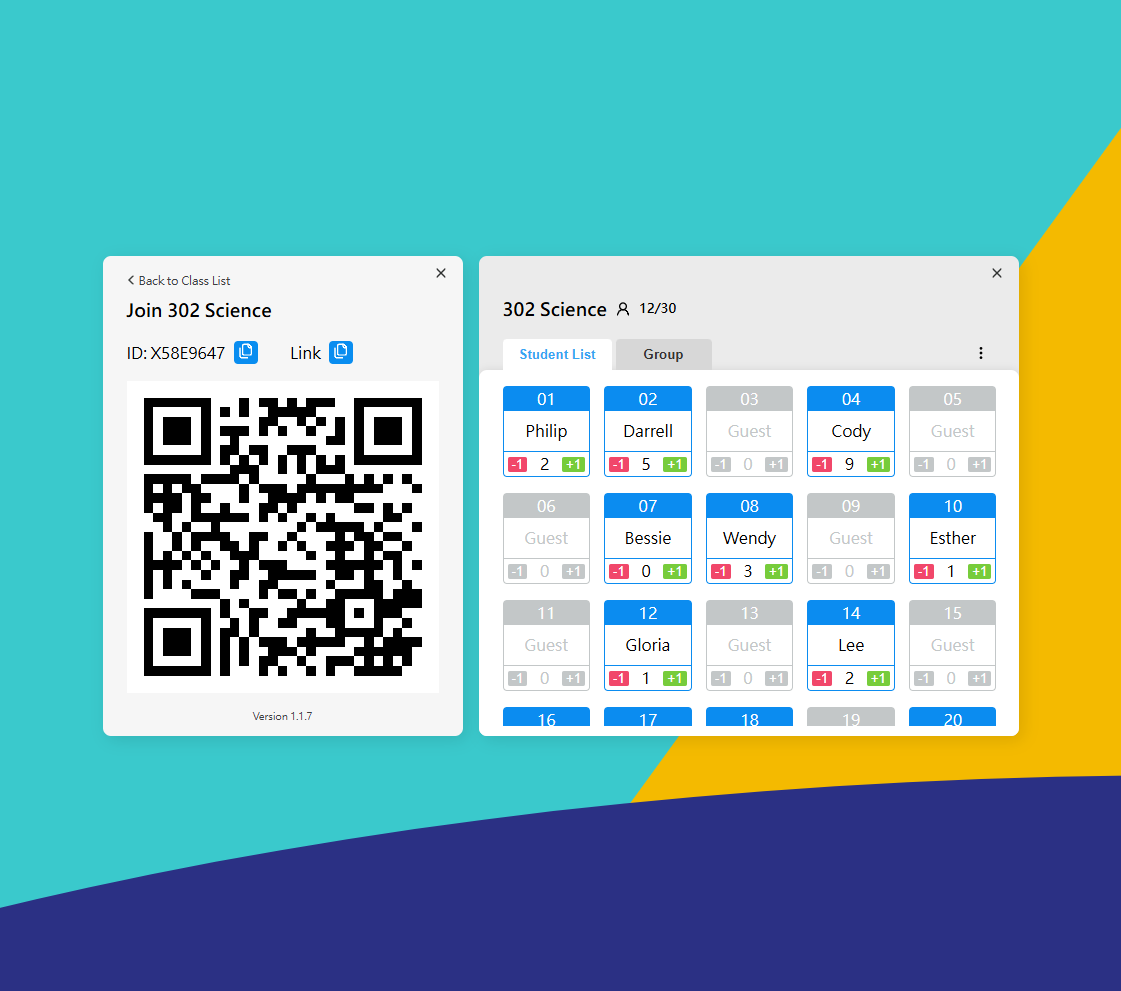 Back to Class List
Join 302 Science
ID: X58E9647 Link
Version 1.1.7
302 Science 12/30
Student List Group
01 02 03 04 05
Philip Darrell Guest Cody Guest
-1 2 +1 -1 5 +1 -1 0 +1 -1 9 +1 -1 0 +1
06 07 08 09 10
Guest Bessie Wendy Guest Esther
-1 0 +1 -1 0 +1 -1 3 +1 -1 0 +1 -1 1 +1
11 12 13 14 15
Guest Gloria Guest Lee Guest
-1 0 +1 -1 1 +1 -1 0 +1 -1 2 +1 -1 0 +1
16 17 18 19 20